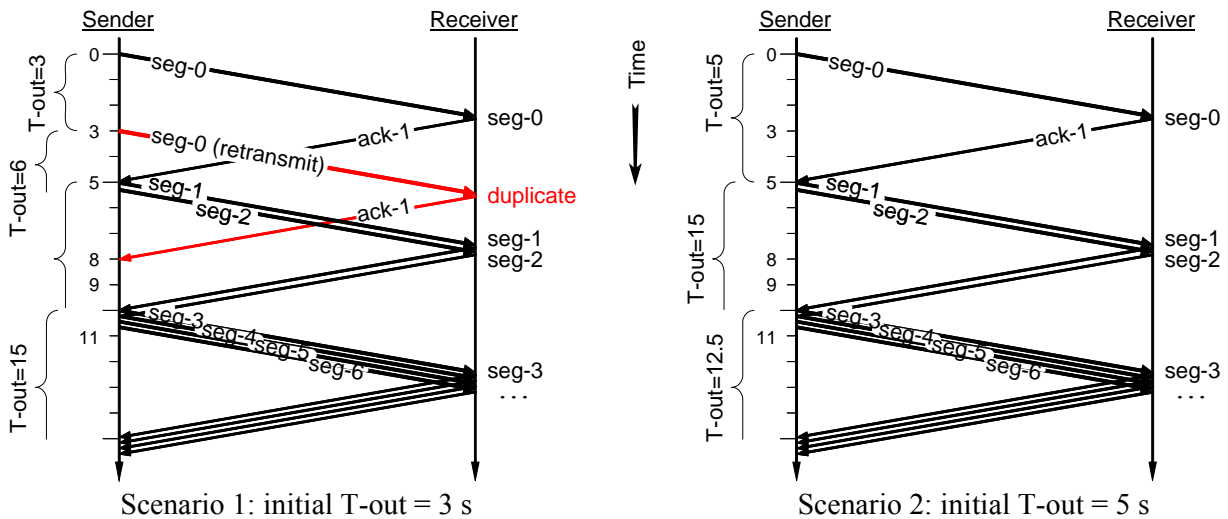 Sender
Receiver
T-out=3
T-out=6
T-out=15
0
3
5
8
9
11
seg-0
ack-1
seg-0 (retransmit)
seg-1
seg-2
ack-1
seg-3
seg-4
seg-5
seg-6
seg-0
duplicate
seg-1
seg-2
seg-3
...
Scenario 1: initial T-out = 3 s
Time
Sender
Receiver
T-out=5
T-out=15
T-out=12.5
0
3
5
8
9
11
seg-0
ack-1
seg-1
seg-2
seg-3
seg-4
seg-5
seg-6
seg-0
seg-1
seg-2
seg-3
...
Scenario 2: initial T-out = 5 s